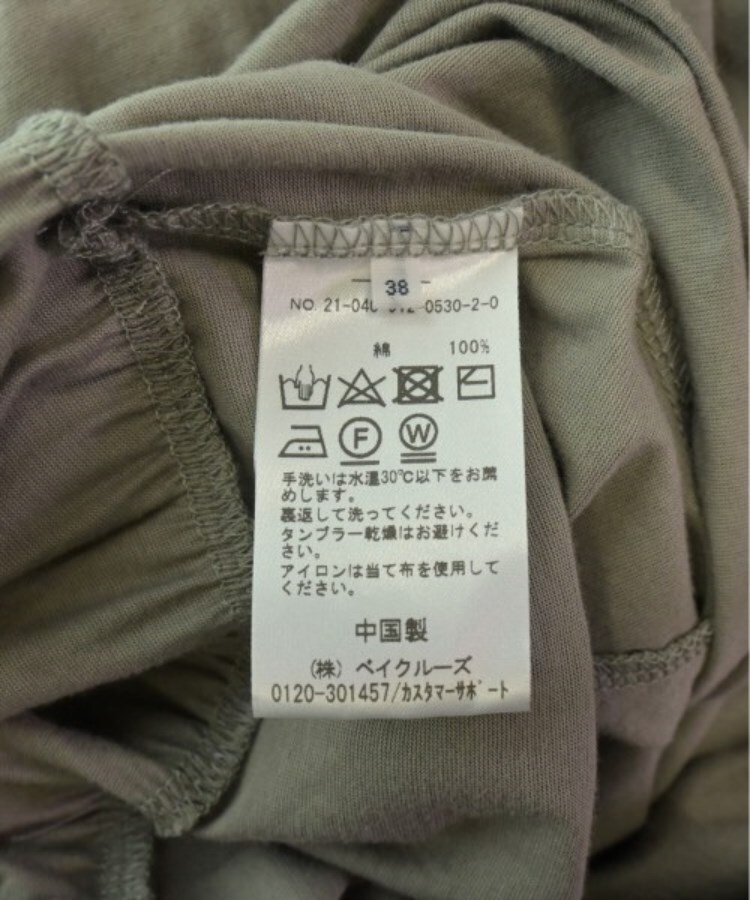 38
NO. 21-040 912-0530-2-0
綿 100%
F W
手洗いは水温30℃以下をお薦
めします。
裏返して洗ってください。
タンブラー乾燥はお避けくだ
さい。
アイロンは当て布を使用して
ください。
中国製
(株) ベイクルーズ
0120-301457/カスタマーサポート